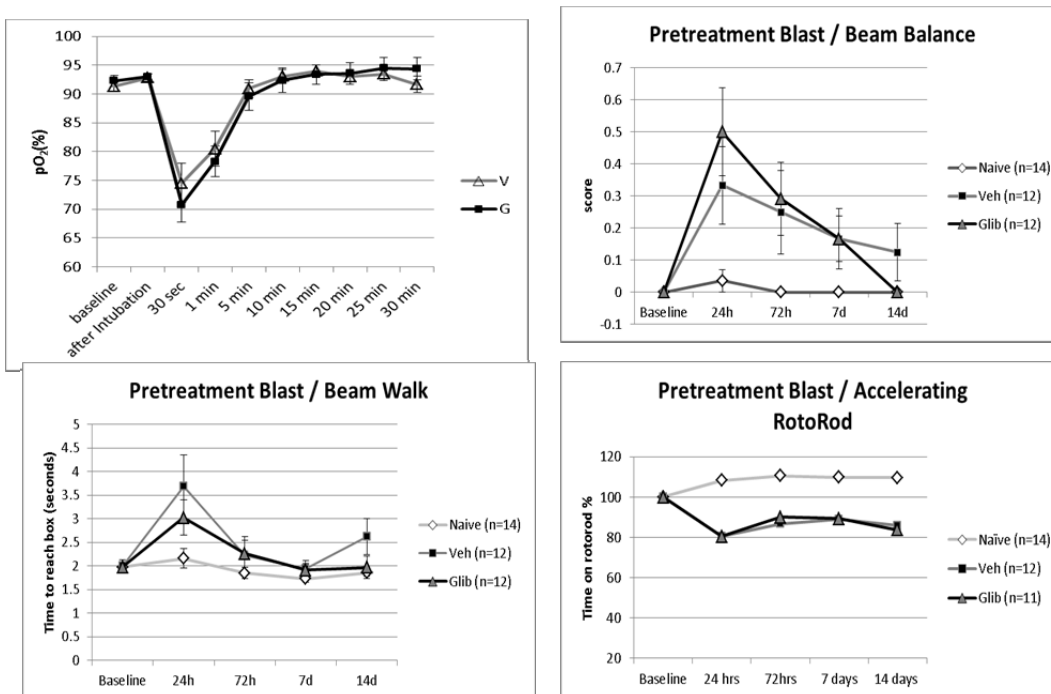 100
95
90
85
80
75
70
65
60
pO₂(%)
baseline
after Intubation
30 sec
1 min
5 min
10 min
15 min
20 min
25 min
30 min
V
G
Pretreatment Blast / Beam Balance
0.7
0.6
0.5
0.4
0.3
0.2
0.1
0
-0.1
score
Baseline
24h
72h
7d
14d
Naive (n=14)
Veh (n=12)
Glib (n=12)
Pretreatment Blast / Beam Walk
5
4.5
4
3.5
3
2.5
2
1.5
1
0.5
0
Time to reach box (seconds)
Baseline
24h
72h
7d
14d
Naive (n=14)
Veh (n=12)
Glib (n=12)
Pretreatment Blast / Accelerating
RotoRod
120
100
80
60
40
20
Time on rotorod %
Baseline
24 hrs
72hrs
7 days
14 days
Naïve (n=14)
Veh (n=12)
Glib (n=11)